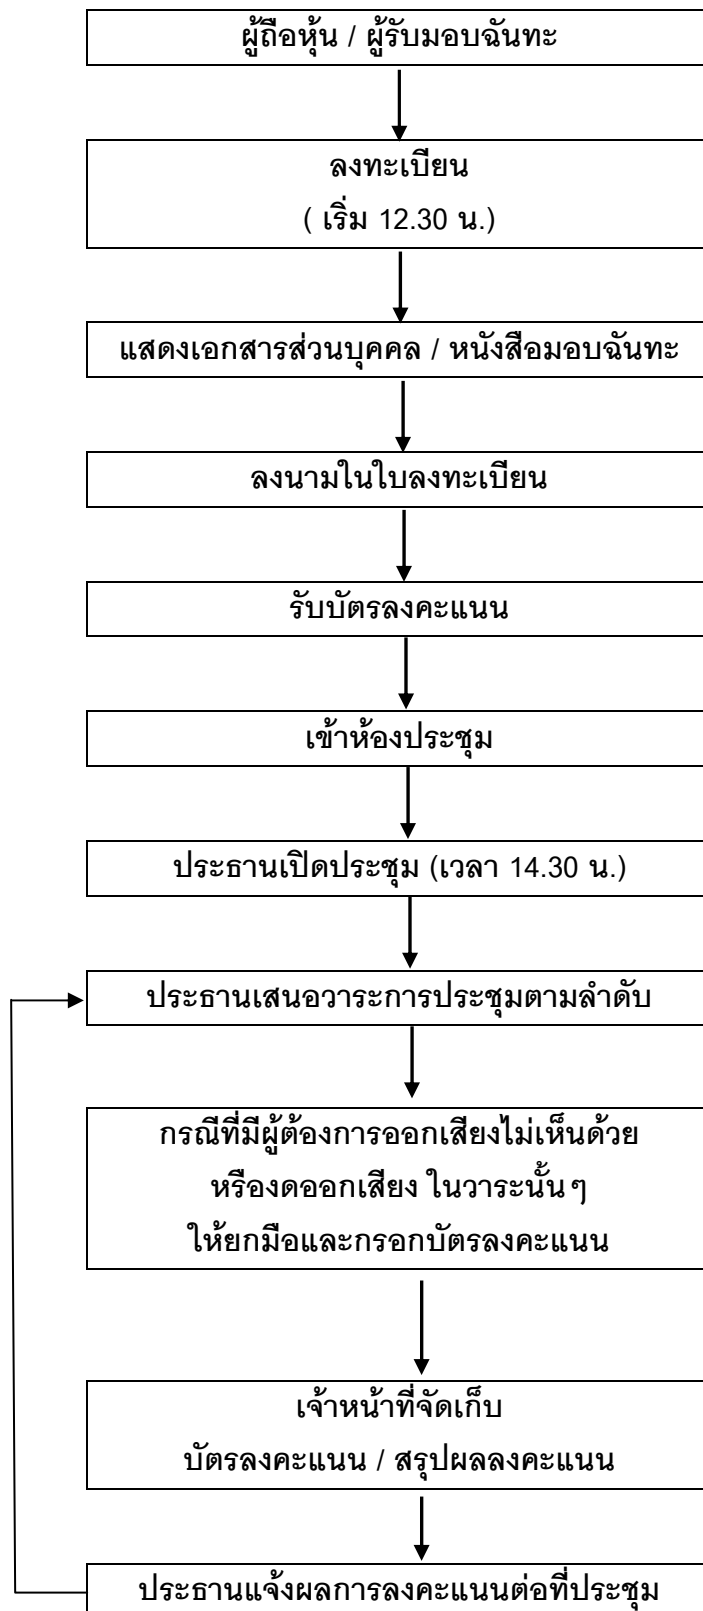 ผู้ถือหุ้น / ผู้รับมอบฉันทะ
ลงทะเบียน
( เริ่ม 12.30 น.)
แสดงเอกสารส่วนบุคคล / หนังสือมอบฉันทะ
ลงนามในใบลงทะเบียน
รับบัตรลงคะแนน
เข้าห้องประชุม
ประธานเปิดประชุม (เวลา 14.30 น.)
ประธานเสนอวาระการประชุมตามลำดับ
กรณีที่มีผู้ต้องการออกเสียงไม่เห็นด้วย
หรืองดออกเสียง ในวาระนั้นๆ
ให้ยกมือและกรอกบัตรลงคะแนน
เจ้าหน้าที่จัดเก็บ
บัตรลงคะแนน / สรุปผลลงคะแนน
ประธานแจ้งผลการลงคะแนนต่อที่ประชุม